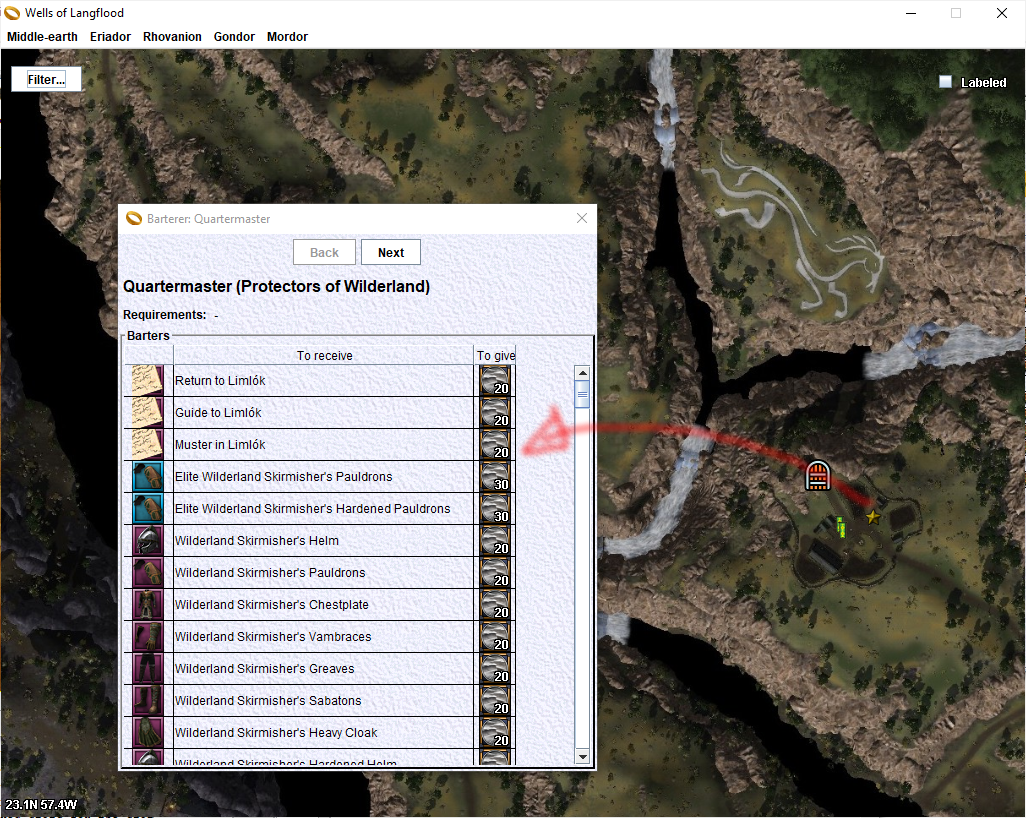 Wells of Langflood
Middle-earth Eriador Rhovanion Gondor Mordor
Filter...
Labeled
Barterer: Quartermaster
Back Next
Quartermaster (Protectors of Wilderland)
Requirements: -
Barters
To receive To give
Return to Limlók 20
Guide to Limlók 20
Muster in Limlók 20
Elite Wilderland Skirmisher's Pauldrons 30
Elite Wilderland Skirmisher's Hardened Pauldrons 30
Wilderland Skirmisher's Helm 20
Wilderland Skirmisher's Pauldrons 20
Wilderland Skirmisher's Chestplate 20
Wilderland Skirmisher's Vambraces 20
Wilderland Skirmisher's Greaves 20
Wilderland Skirmisher's Sabatons 20
Wilderland Skirmisher's Heavy Cloak 20
Wilderland Skirmisher's Hardened Helm
23.1N 57.4W